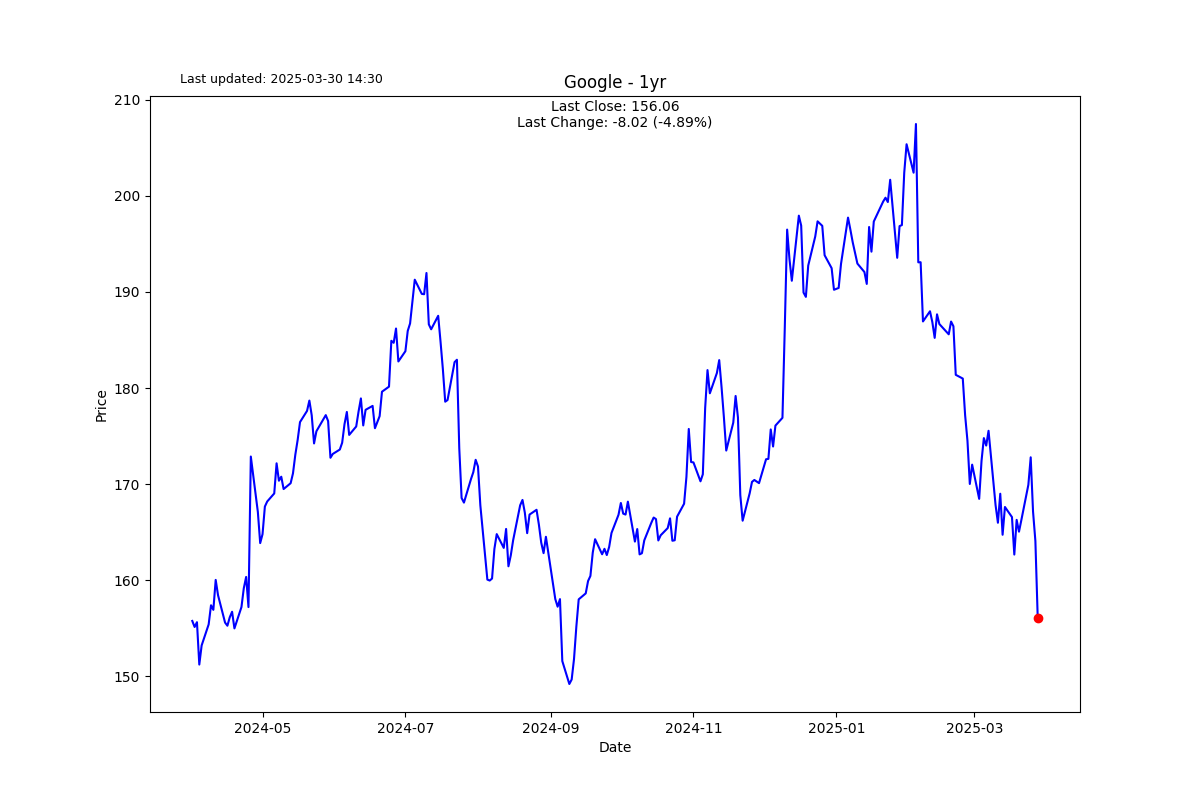 Last updated: 2025-03-30 14:30
Google - 1yr
Last Close: 156.06
Last Change: -8.02 (-4.89%)
210
200
190
180
170
160
150
Price
2024-05
2024-07
2024-09
2024-11
2025-01
2025-03
Date